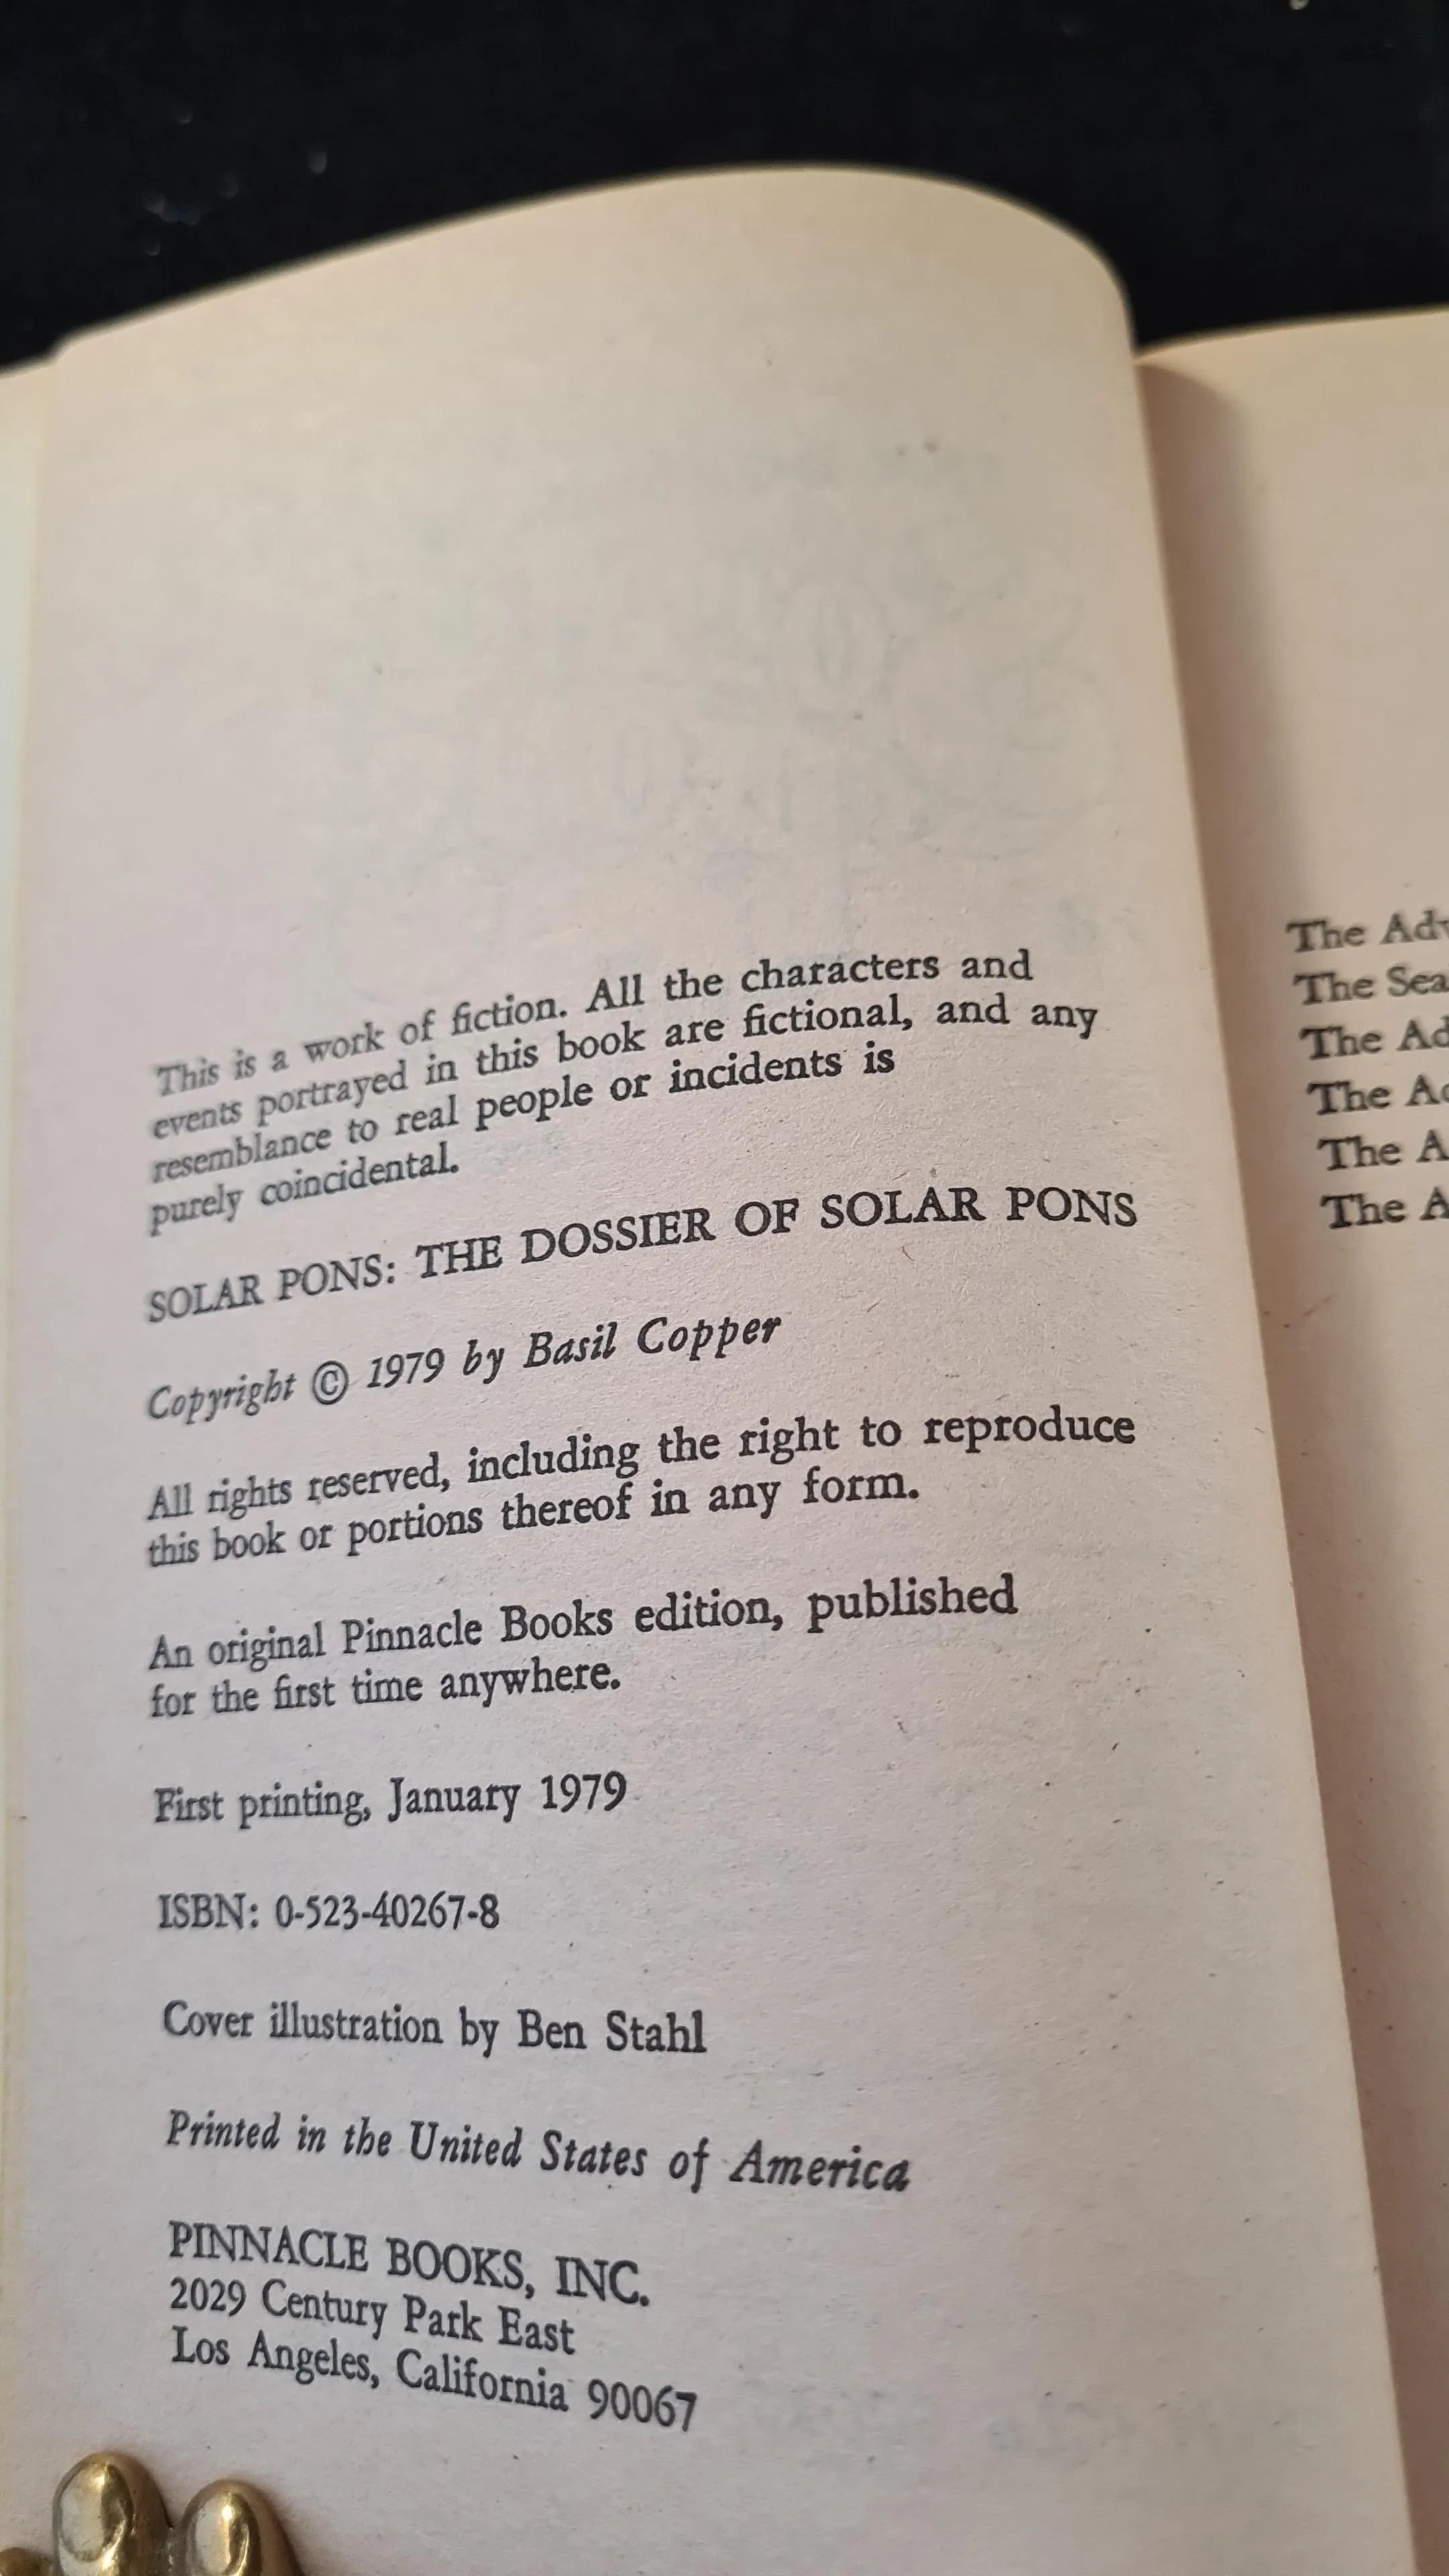 This is a work of fiction. All the characters and
events portrayed in this book are fictional, and any
resemblance to real people or incidents is
purely coincidental.
SOLAR PONS: THE DOSSIER OF SOLAR PONS
Copyright © 1979 by Basil Copper
All rights reserved, including the right to reproduce
this book or portions thereof in any form.
An original Pinnacle Books edition, published
for the first time anywhere.
First printing, January 1979
ISBN: 0-523-40267-8
Cover illustration by Ben Stahl
Printed in the United States of America
PINNACLE BOOKS, INC.
2029 Century Park East
Los Angeles, California 90067
The Adv
The Sea
The Ad
The Ad
The A
The A